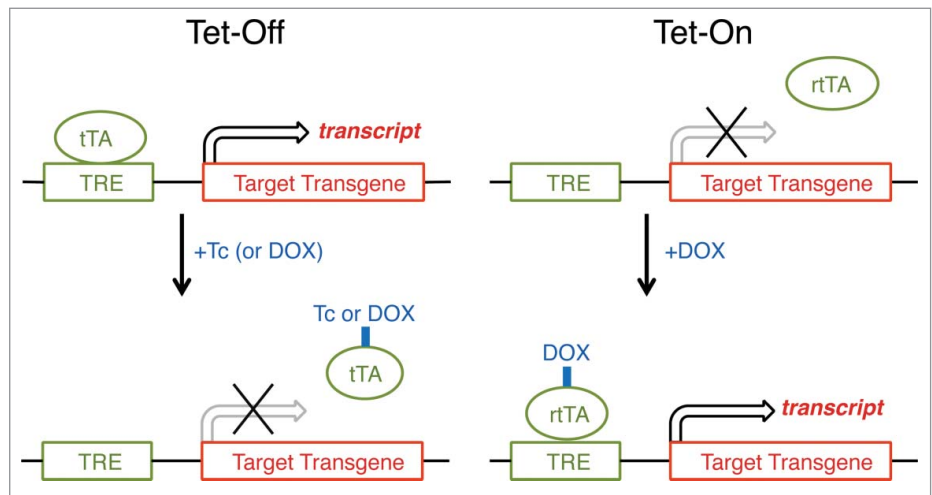 Tet-Off
tTA
transcript
TRE
Target Transgene
+Tc (or DOX)
Tc or DOX
tTA
TRE
Target Transgene
Tet-On
rtTA
TRE
Target Transgene
+DOX
DOX
rtTA
transcript
TRE
Target Transgene